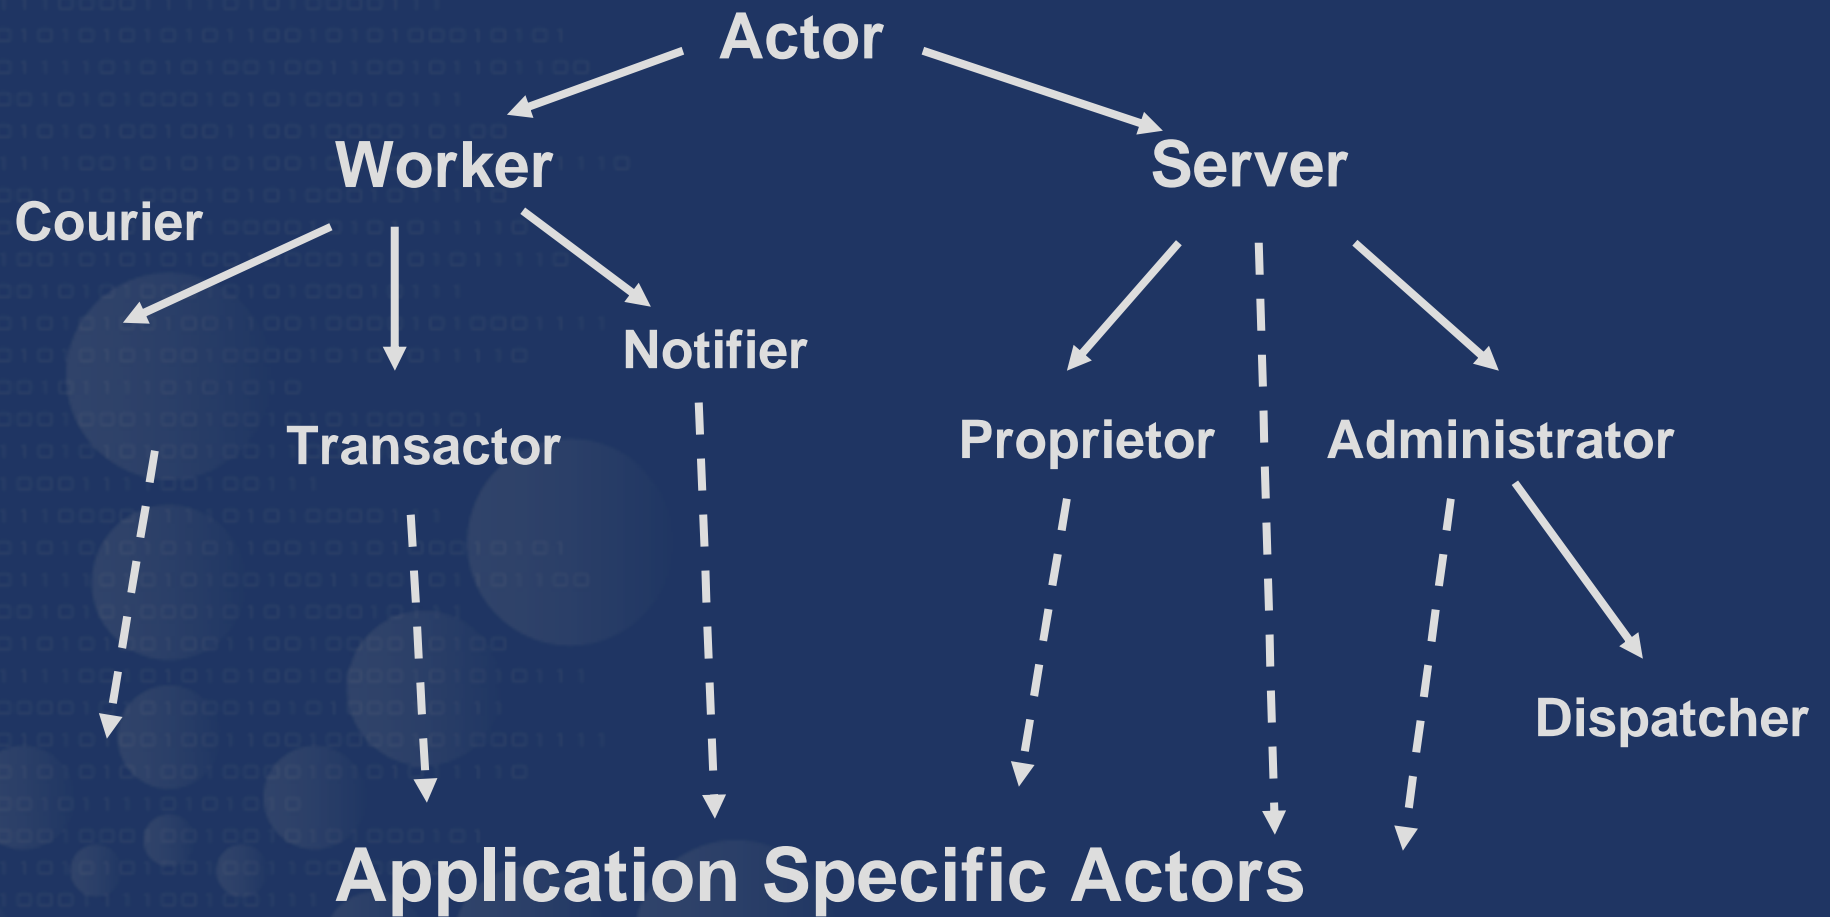 Actor
Worker
Server
Courier
Notifier
Transactor
Proprietor
Administrator
Dispatcher
Application Specific Actors